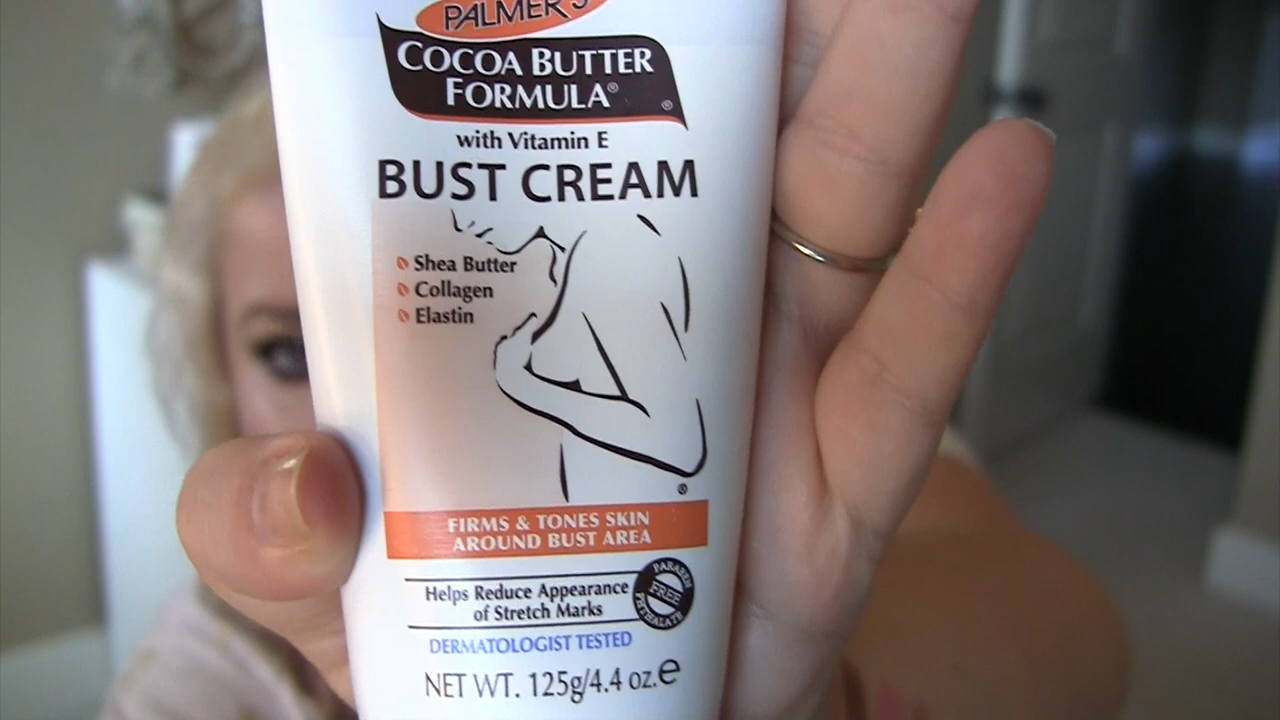 PALMER'S
COCOA BUTTER
FORMULA®
®
with Vitamin E
BUST CREAM
Shea Butter
Collagen
Elastin
®
FIRMS & TONES SKIN
AROUND BUST AREA
Helps Reduce Appearance
of Stretch Marks
PARABEN
FREE
PHTHALATE
DERMATOLOGIST TESTED
NET WT. 125g/4.4 oz.e